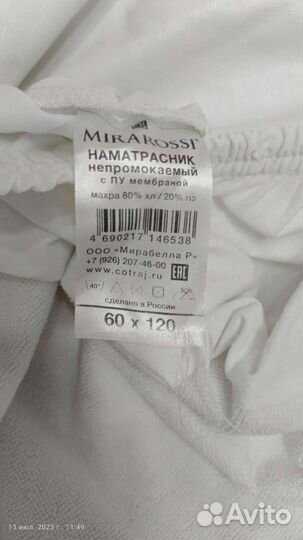 MIRAROSSI
НАМАТРАСНИК
непромокаемый
с ПУ мембраной
махра 80% хл / 20% пэ
4 690217 146538
ООО «Мирабелла Р»
+7 (926) 207-46-00
www.cotraj.ru
EAC
40°
сделано в России
60 x 120
13 июл. 2023 г., 11:49
Avito